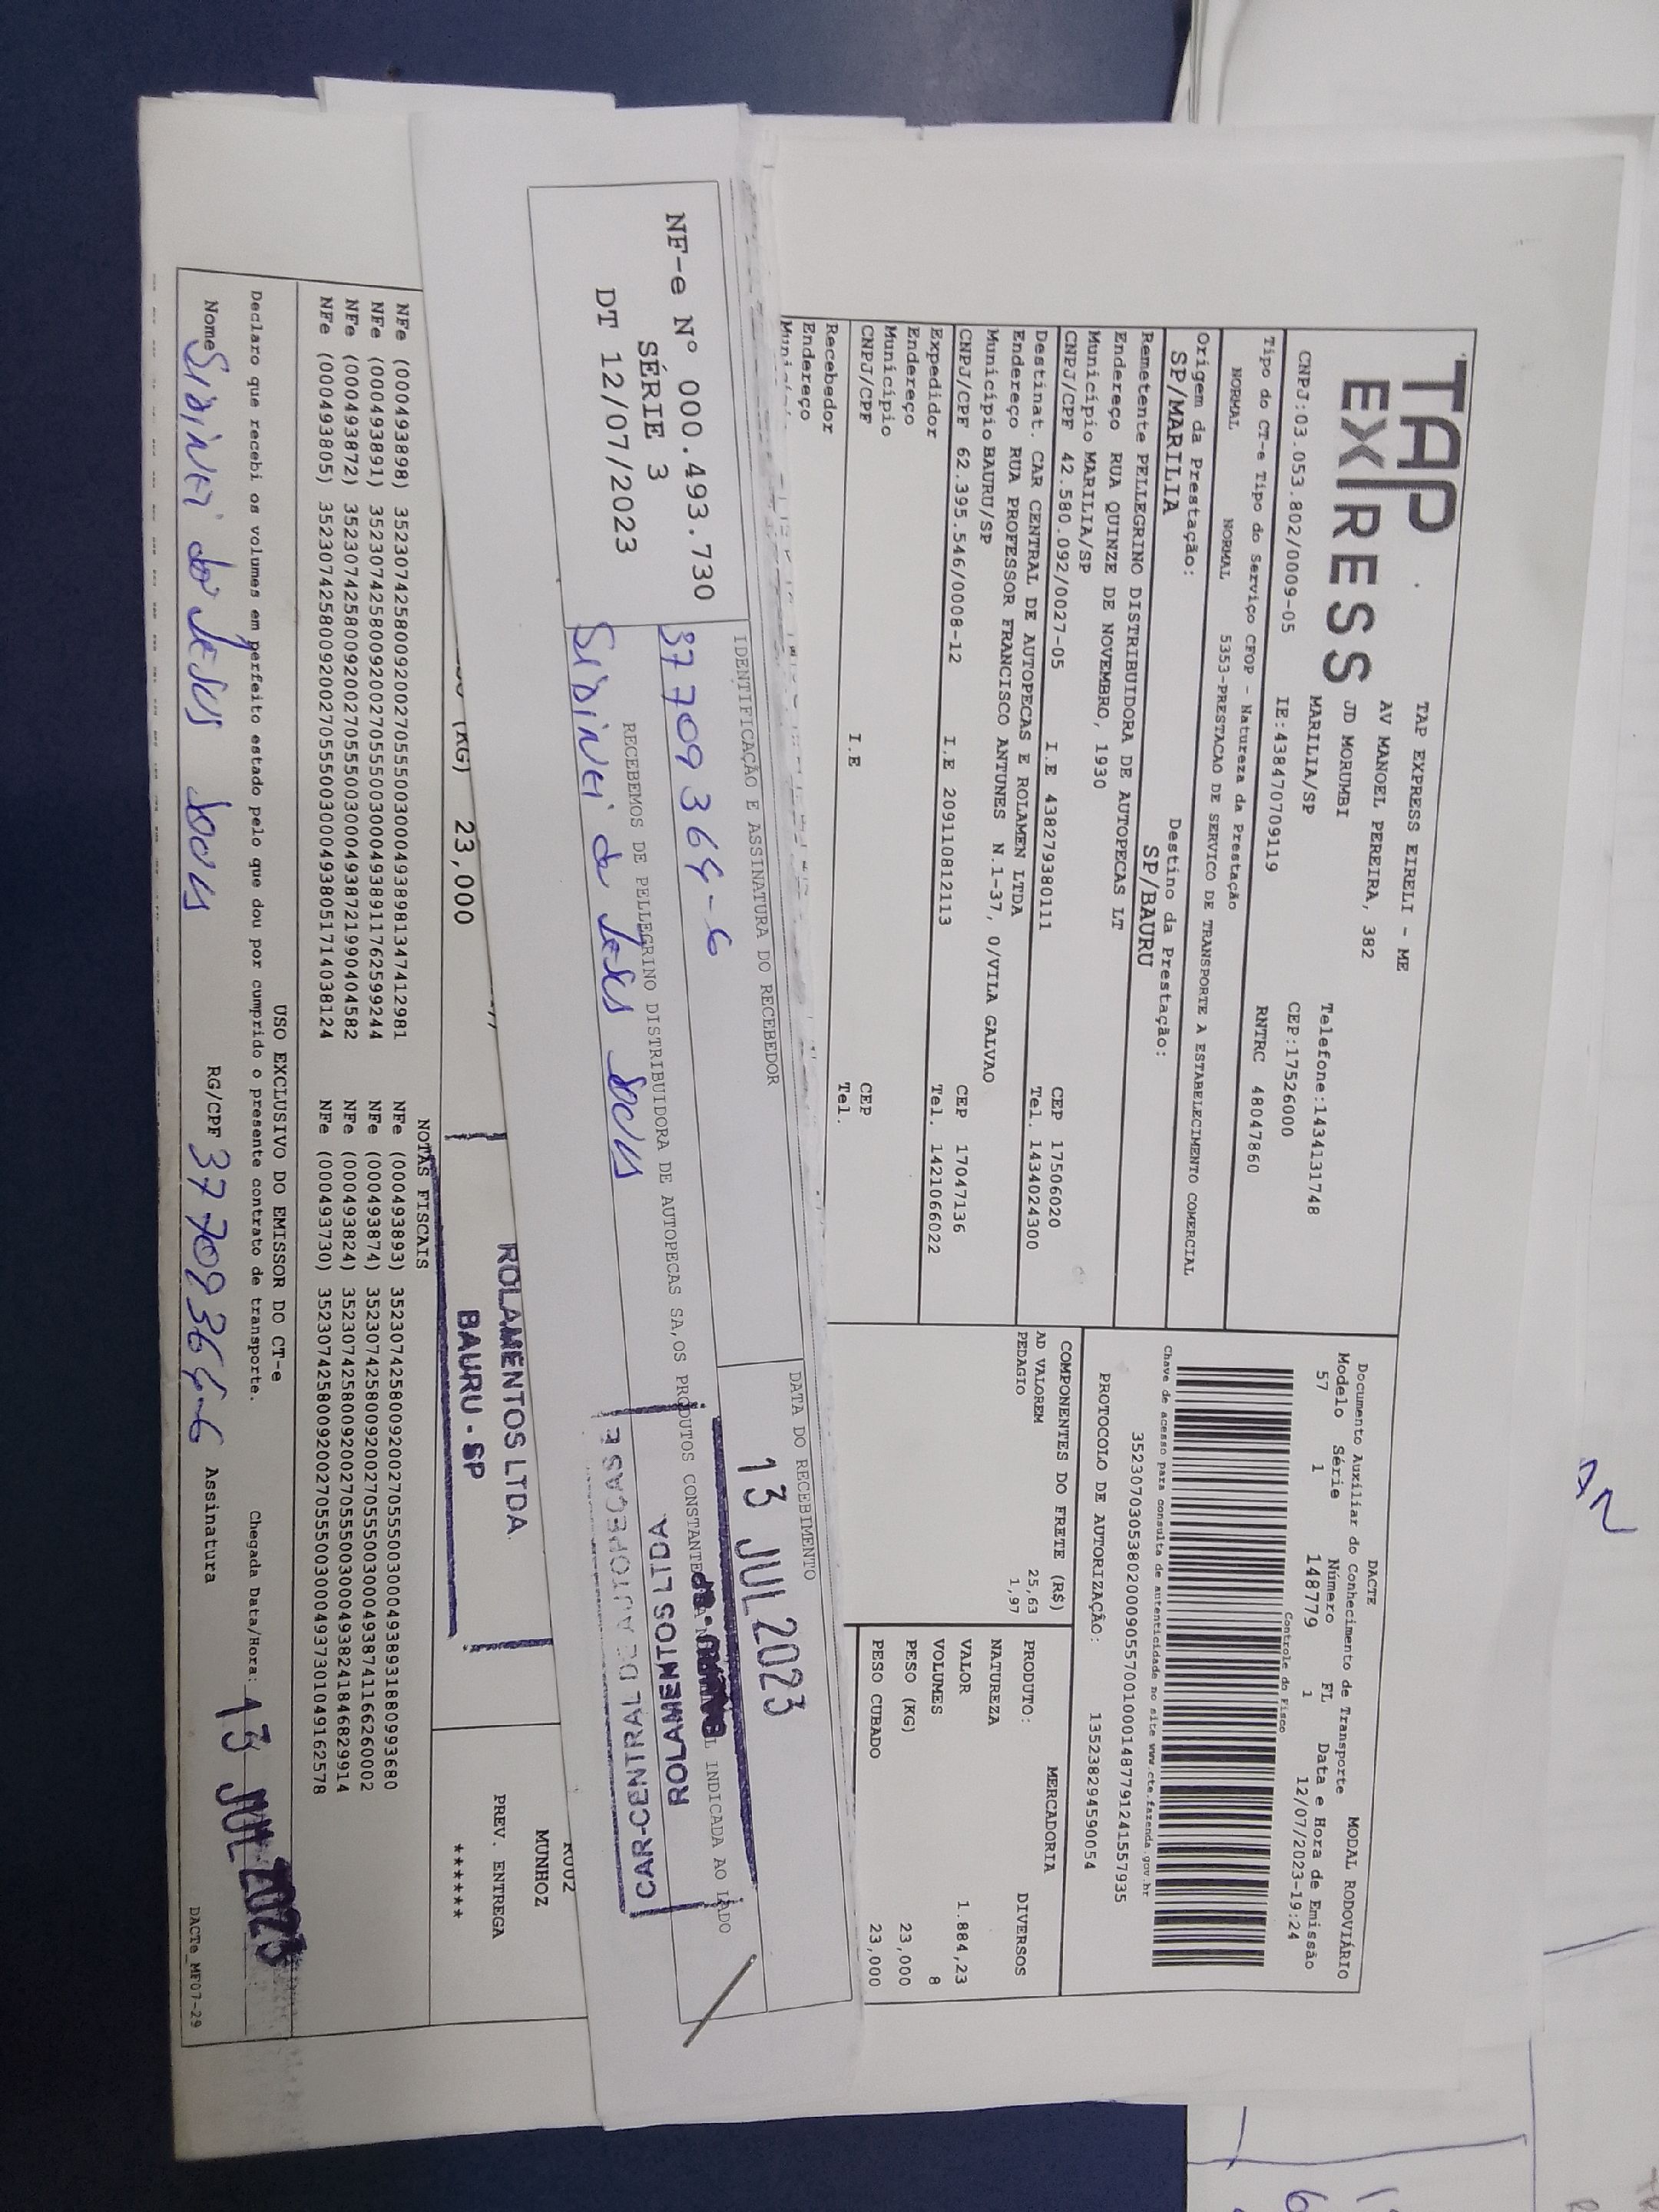 TAP
EXPRESS
TAP EXPRESS EIRELI - ME
AV MANOEL PEREIRA, 382
JD MORUMBI
MARILIA/SP
Telefone:1434131748
CEP:17526000
CNPJ:03.053.802/0009-05
IE:438470709119
RNTRC 48047860
Tipo do CT-e Tipo do Serviço CFOP - Natureza da Prestação
NORMAL NORMAL 5353-PRESTACAO DE SERVICO DE TRANSPORTE A ESTABELECIMENTO COMERCIAL
Origem da Prestação:
SP/MARILIA
Destino da Prestação:
SP/BAURU
Remetente PELLEGRINO DISTRIBUIDORA DE AUTOPECAS LT
Endereço RUA QUINZE DE NOVEMBRO, 1930
Município MARILIA/SP CEP 17506020
CNPJ/CPF 42.580.092/0027-05 I.E 438279380111 Tel. 1434024300
Destinat. CAR CENTRAL DE AUTOPECAS E ROLAMEN LTDA
Endereço RUA PROFESSOR FRANCISCO ANTUNES N.1-37, 0/VILA GALVAO
Município BAURU/SP CEP 17047136
CNPJ/CPF 62.395.546/0008-12 I.E 209110812113 Tel. 1421066022
Expedidor
Endereço
Município CEP
CNPJ/CPF I.E Tel.
Recebedor
Endereço
DACTE MODAL RODOVIÁRIO
Documento Auxiliar do Conhecimento de Transporte
Modelo Série Número FL Data e Hora de Emissão
57 1 148779 1 12/07/2023-19:24
Controle do Fisco
Chave de acesso para consulta de autenticidade no site www.cte.fazenda.gov.br
35230703053802000905570010001487791241557935
PROTOCOLO DE AUTORIZAÇÃO: 135238294590054
COMPONENTES DO FRETE (R$)
AD VALOREM 25,63
PEDAGIO 1,97
MERCADORIA
PRODUTO: DIVERSOS
NATUREZA
VALOR 1.884,23
VOLUMES 8
PESO (KG) 23,000
PESO CUBADO 23,000
NF-e N° 000.493.730
SÉRIE 3
DT 12/07/2023
IDENTIFICAÇÃO E ASSINATURA DO RECEBEDOR
37 709 364-6
DATA DO RECEBIMENTO
13 JUL 2023
RECEBEMOS DE PELLEGRINO DISTRIBUIDORA DE AUTOPECAS SA,OS PRODUTOS CONSTANTE INDICADA AO LADO
ROLAMENTOS LTDA
CAR-CENTRAL DE AUTOPEÇAS E
(KG) 23,000
ROLAMENTOS LTDA.
BAURU - SP
MUNHOZ
PREV. ENTREGA
******
NOTAS FISCAIS
NFe (000493898) 35230742580092002705550030004938981347412981 NFe (000493893) 35230742580092002705550030004938931880993680
NFe (000493891) 35230742580092002705550030004938911762599244 NFe (000493874) 35230742580092002705550030004938741166260002
NFe (000493872) 35230742580092002705550030004938721990404582 NFe (000493824) 35230742580092002705550030004938241846829914
NFe (000493805) 35230742580092002705550030004938051714038124 NFe (000493730) 35230742580092002705550030004937301049162578
USO EXCLUSIVO DO EMISSOR DO CT-e
Declaro que recebi os volumes em perfeito estado pelo que dou por cumprido o presente contrato de transporte. Chegada Data/Hora: 13 JUL 2023
Nome Sidinei de Jesus RG/CPF 37 709 364-6 Assinatura
DACTe_MF07-29